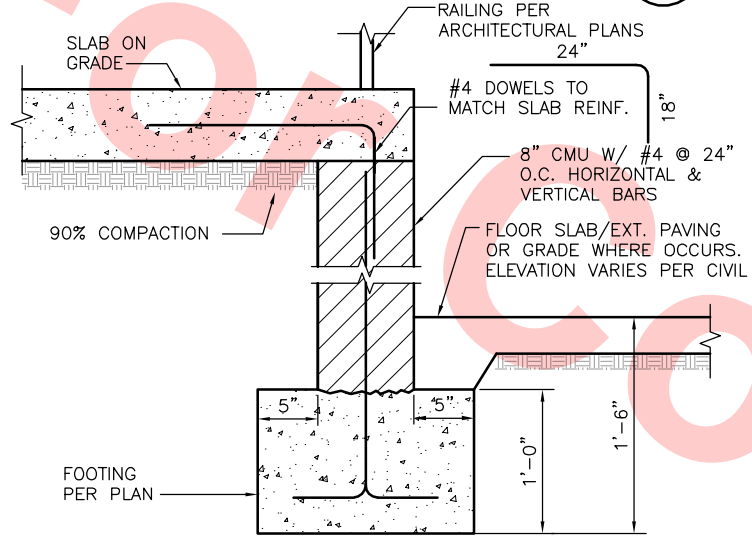 RAILING PER
ARCHITECTURAL PLANS
SLAB ON
GRADE
24"
18"
#4 DOWELS TO
MATCH SLAB REINF.
8" CMU W/ #4 @ 24"
O.C. HORIZONTAL &
VERTICAL BARS
90% COMPACTION
FLOOR SLAB/EXT. PAVING
OR GRADE WHERE OCCURS.
ELEVATION VARIES PER CIVIL
5"
5"
1'-0"
1'-6"
FOOTING
PER PLAN
or Co